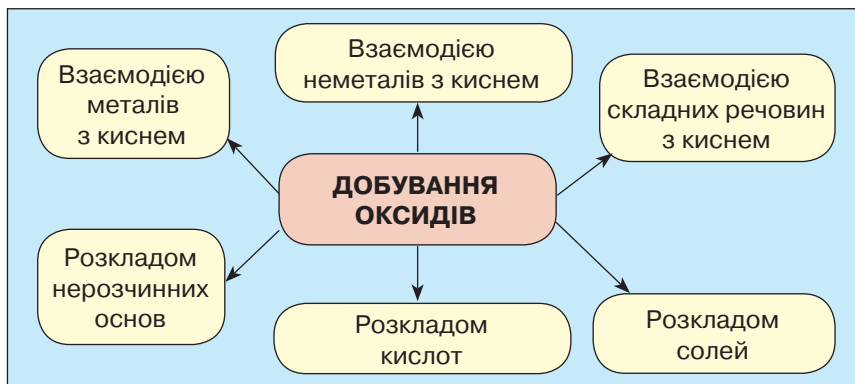 Взаємодією
металів
з киснем
Взаємодією
неметалів з киснем
Взаємодією
складних речовин
з киснем
ДОБУВАННЯ
ОКСИДІВ
Розкладом
нерозчинних
основ
Розкладом
кислот
Розкладом
солей